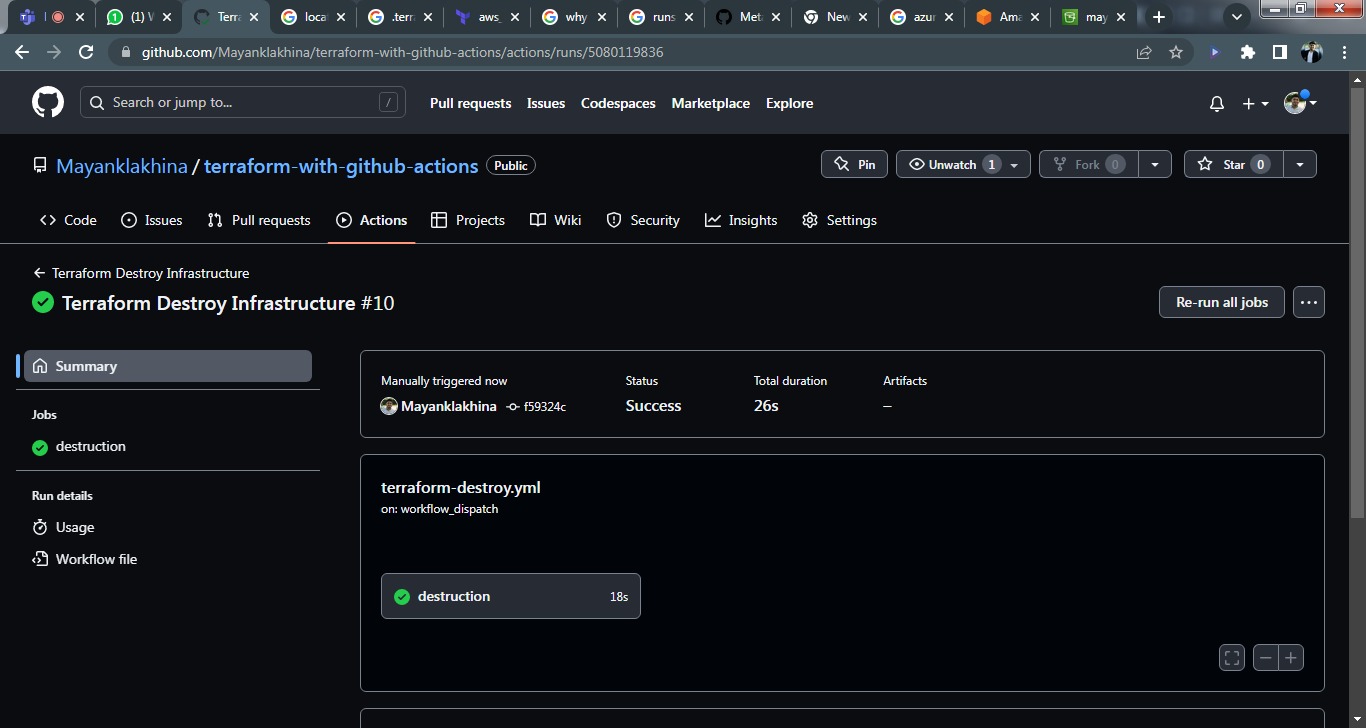 (1) W
Terra
loca
.terr
aws_
why
runs
Meta
New
azur
Ama
may
github.com/Mayanklakhina/terraform-with-github-actions/actions/runs/5080119836
Search or jump to... /
Pull requests Issues Codespaces Marketplace Explore
Mayanklakhina / terraform-with-github-actions Public
Pin
Unwatch 1
Fork 0
Star 0
Code Issues Pull requests Actions Projects Wiki Security Insights Settings
Terraform Destroy Infrastructure
Terraform Destroy Infrastructure #10
Re-run all jobs
Summary
Jobs
destruction
Run details
Usage
Workflow file
Manually triggered now
Mayanklakhina f59324c
Status
Success
Total duration
26s
Artifacts
–
terraform-destroy.yml
on: workflow_dispatch
destruction 18s